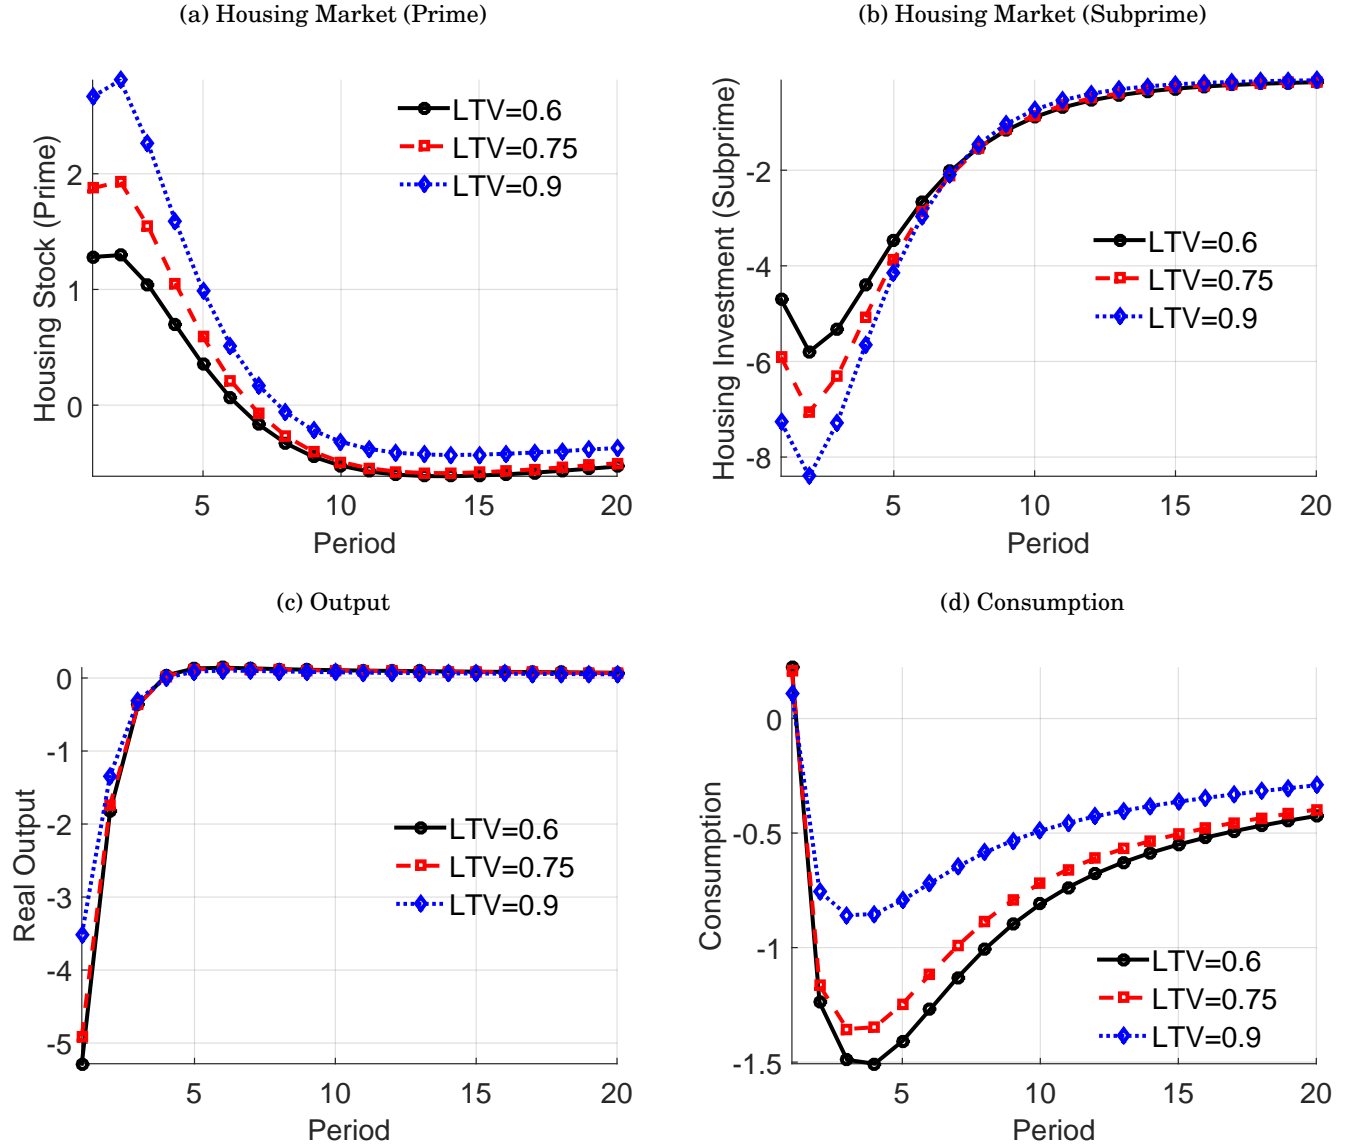 (a) Housing Market (Prime)
Housing Stock (Prime)
2
1
0
LTV=0.6
LTV=0.75
LTV=0.9
5
10
15
20
Period
(b) Housing Market (Subprime)
Housing Investment (Subprime)
-2
-4
-6
-8
LTV=0.6
LTV=0.75
LTV=0.9
5
10
15
20
Period
(c) Output
Real Output
0
-1
-2
-3
-4
-5
LTV=0.6
LTV=0.75
LTV=0.9
5
10
15
20
Period
(d) Consumption
Consumption
0
-0.5
-1
-1.5
LTV=0.6
LTV=0.75
LTV=0.9
5
10
15
20
Period